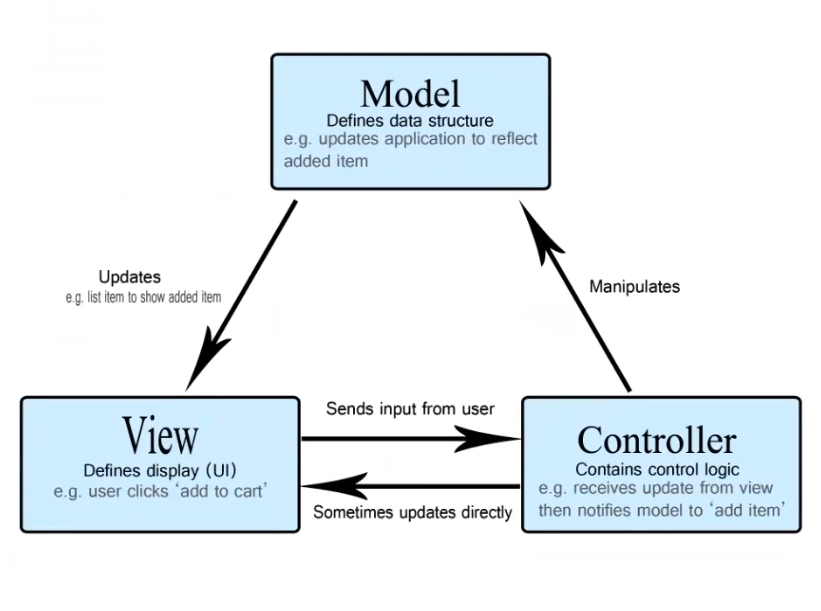 Model
Defines data structure
e.g. updates application to reflect
added item
Updates
e.g. list item to show added item
Manipulates
View
Defines display (UI)
e.g. user clicks ‘add to cart’
Sends input from user
Sometimes updates directly
Controller
Contains control logic
e.g. receives update from view
then notifies model to ‘add item’